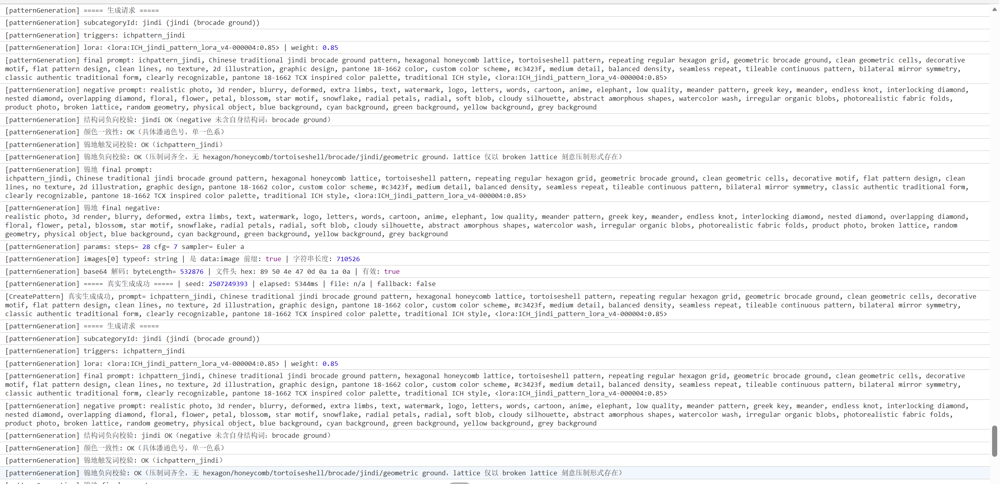 [patternGeneration] ===== 生成请求 =====
[patternGeneration] subcategoryId: jindi (jindi (brocade ground))
[patternGeneration] triggers: ichpattern_jindi
[patternGeneration] lora: <lora:ICH_jindi_pattern_lora_v4-000004:0.85> | weight: 0.85
[patternGeneration] final prompt: ichpattern_jindi, Chinese traditional jindi brocade ground pattern, hexagonal honeycomb lattice, tortoiseshell pattern, repeating regular hexagon grid, geometric brocade ground, clean geometric cells, decorative
motif, flat pattern design, clean lines, no texture, 2d illustration, graphic design, pantone 18-1662 color, custom color scheme, #c3423f, medium detail, balanced density, seamless repeat, tileable continuous pattern, bilateral mirror symmetry,
classic authentic traditional form, clearly recognizable, pantone 18-1662 TCX inspired color palette, traditional ICH style, <lora:ICH_jindi_pattern_lora_v4-000004:0.85>
[patternGeneration] negative prompt: realistic photo, 3d render, blurry, deformed, extra limbs, text, watermark, logo, letters, words, cartoon, anime, elephant, low quality, meander pattern, greek key, meander, endless knot, interlocking diamond,
nested diamond, overlapping diamond, floral, flower, petal, blossom, star motif, snowflake, radial petals, radial, soft blob, cloudy silhouette, abstract amorphous shapes, watercolor wash, irregular organic blobs, photorealistic fabric folds,
product photo, broken lattice, random geometry, physical object, blue background, cyan background, green background, yellow background, grey background
[patternGeneration] 结构词负向校验: jindi OK（negative 未含自身结构词：brocade ground）
[patternGeneration] 颜色一致性: OK（具体潘通色号，单一色系）
[patternGeneration] 锦地触发词校验: OK（ichpattern_jindi）
[patternGeneration] 锦地负向校验: OK（压制词齐全，无 hexagon/honeycomb/tortoiseshell/brocade/jindi/geometric ground，lattice 仅以 broken lattice 刻意压制形式存在）
[patternGeneration] 锦地 final prompt:
ichpattern_jindi, Chinese traditional jindi brocade ground pattern, hexagonal honeycomb lattice, tortoiseshell pattern, repeating regular hexagon grid, geometric brocade ground, clean geometric cells, decorative motif, flat pattern design, clean
lines, no texture, 2d illustration, graphic design, pantone 18-1662 color, custom color scheme, #c3423f, medium detail, balanced density, seamless repeat, tileable continuous pattern, bilateral mirror symmetry, classic authentic traditional form,
clearly recognizable, pantone 18-1662 TCX inspired color palette, traditional ICH style, <lora:ICH_jindi_pattern_lora_v4-000004:0.85>
[patternGeneration] 锦地 final negative:
realistic photo, 3d render, blurry, deformed, extra limbs, text, watermark, logo, letters, words, cartoon, anime, elephant, low quality, meander pattern, greek key, meander, endless knot, interlocking diamond, nested diamond, overlapping diamond,
floral, flower, petal, blossom, star motif, snowflake, radial petals, radial, soft blob, cloudy silhouette, abstract amorphous shapes, watercolor wash, irregular organic blobs, photorealistic fabric folds, product photo, broken lattice, random
geometry, physical object, blue background, cyan background, green background, yellow background, grey background
[patternGeneration] params: steps= 28 cfg= 7 sampler= Euler a
[patternGeneration] images[0] typeof: string | 是 data:image 前缀: true | 字符串长度: 710526
[patternGeneration] base64 解码: byteLength= 532876 | 文件头 hex: 89 50 4e 47 0d 0a 1a 0a | 有效: true
[patternGeneration] ===== 真实生成成功 ===== | seed: 2507249393 | elapsed: 5344ms | file: n/a | fallback: false
[CreatePattern] 真实生成成功, prompt= ichpattern_jindi, Chinese traditional jindi brocade ground pattern, hexagonal honeycomb lattice, tortoiseshell pattern, repeating regular hexagon grid, geometric brocade ground, clean geometric cells, decorative
motif, flat pattern design, clean lines, no texture, 2d illustration, graphic design, pantone 18-1662 color, custom color scheme, #c3423f, medium detail, balanced density, seamless repeat, tileable continuous pattern, bilateral mirror symmetry,
classic authentic traditional form, clearly recognizable, pantone 18-1662 TCX inspired color palette, traditional ICH style, <lora:ICH_jindi_pattern_lora_v4-000004:0.85>
[patternGeneration] ===== 生成请求 =====
[patternGeneration] subcategoryId: jindi (jindi (brocade ground))
[patternGeneration] triggers: ichpattern_jindi
[patternGeneration] lora: <lora:ICH_jindi_pattern_lora_v4-000004:0.85> | weight: 0.85
[patternGeneration] final prompt: ichpattern_jindi, Chinese traditional jindi brocade ground pattern, hexagonal honeycomb lattice, tortoiseshell pattern, repeating regular hexagon grid, geometric brocade ground, clean geometric cells, decorative
motif, flat pattern design, clean lines, no texture, 2d illustration, graphic design, pantone 18-1662 color, custom color scheme, #c3423f, medium detail, balanced density, seamless repeat, tileable continuous pattern, bilateral mirror symmetry,
classic authentic traditional form, clearly recognizable, pantone 18-1662 TCX inspired color palette, traditional ICH style, <lora:ICH_jindi_pattern_lora_v4-000004:0.85>
[patternGeneration] negative prompt: realistic photo, 3d render, blurry, deformed, extra limbs, text, watermark, logo, letters, words, cartoon, anime, elephant, low quality, meander pattern, greek key, meander, endless knot, interlocking diamond,
nested diamond, overlapping diamond, floral, flower, petal, blossom, star motif, snowflake, radial petals, radial, soft blob, cloudy silhouette, abstract amorphous shapes, watercolor wash, irregular organic blobs, photorealistic fabric folds,
product photo, broken lattice, random geometry, physical object, blue background, cyan background, green background, yellow background, grey background
[patternGeneration] 结构词负向校验: jindi OK（negative 未含自身结构词：brocade ground）
[patternGeneration] 颜色一致性: OK（具体潘通色号，单一色系）
[patternGeneration] 锦地触发词校验: OK（ichpattern_jindi）
[patternGeneration] 锦地负向校验: OK（压制词齐全，无 hexagon/honeycomb/tortoiseshell/brocade/jindi/geometric ground，lattice 仅以 broken lattice 刻意压制形式存在）